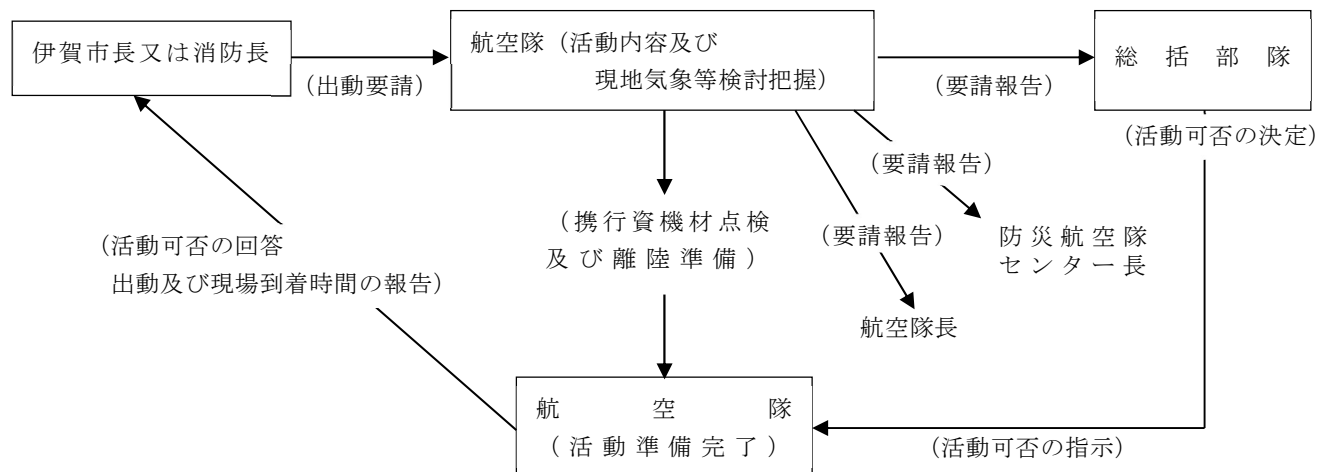 伊賀市長又は消防長
(出動要請)
航空隊(活動内容及び
現地気象等検討把握)
(要請報告)
総括部隊
(活動可否の決定)
(要請報告)
(携行資機材点検
及び離陸準備)
(要請報告)
防災航空隊
センター長
(活動可否の回答
出動及び現場到着時間の報告)
航空隊長
航空隊
(活動準備完了)
(活動可否の指示)